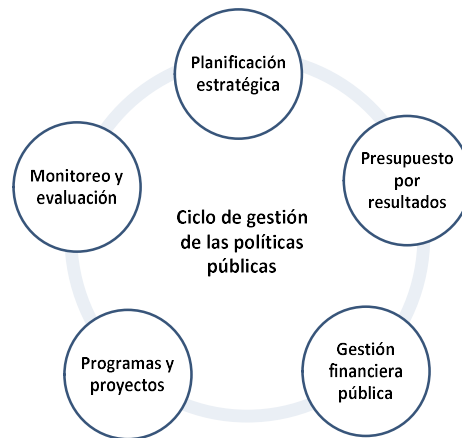 Planificación
estratégica
Presupuesto
por
resultados
Gestión
financiera
pública
Programas y
proyectos
Monitoreo y
evaluación
Ciclo de gestión
de las políticas
públicas